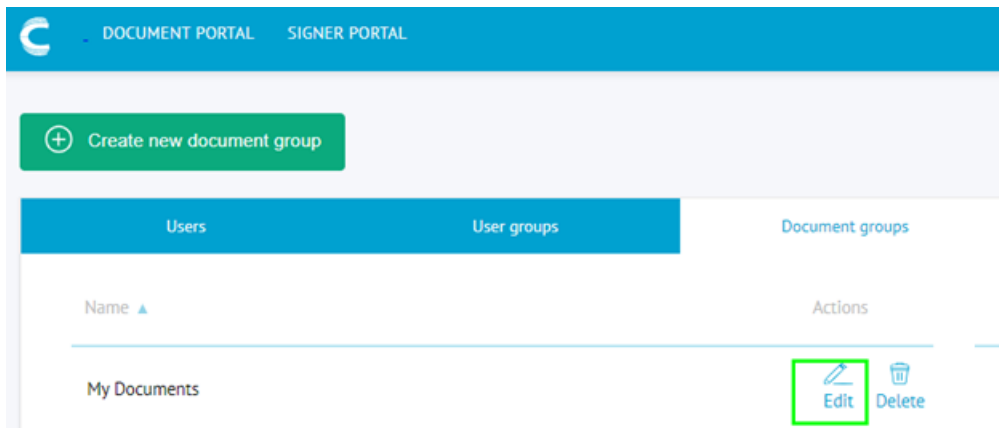 DOCUMENT PORTAL SIGNER PORTAL
Create new document group
Users User groups Document groups
Name ▲ Actions
My Documents Edit Delete